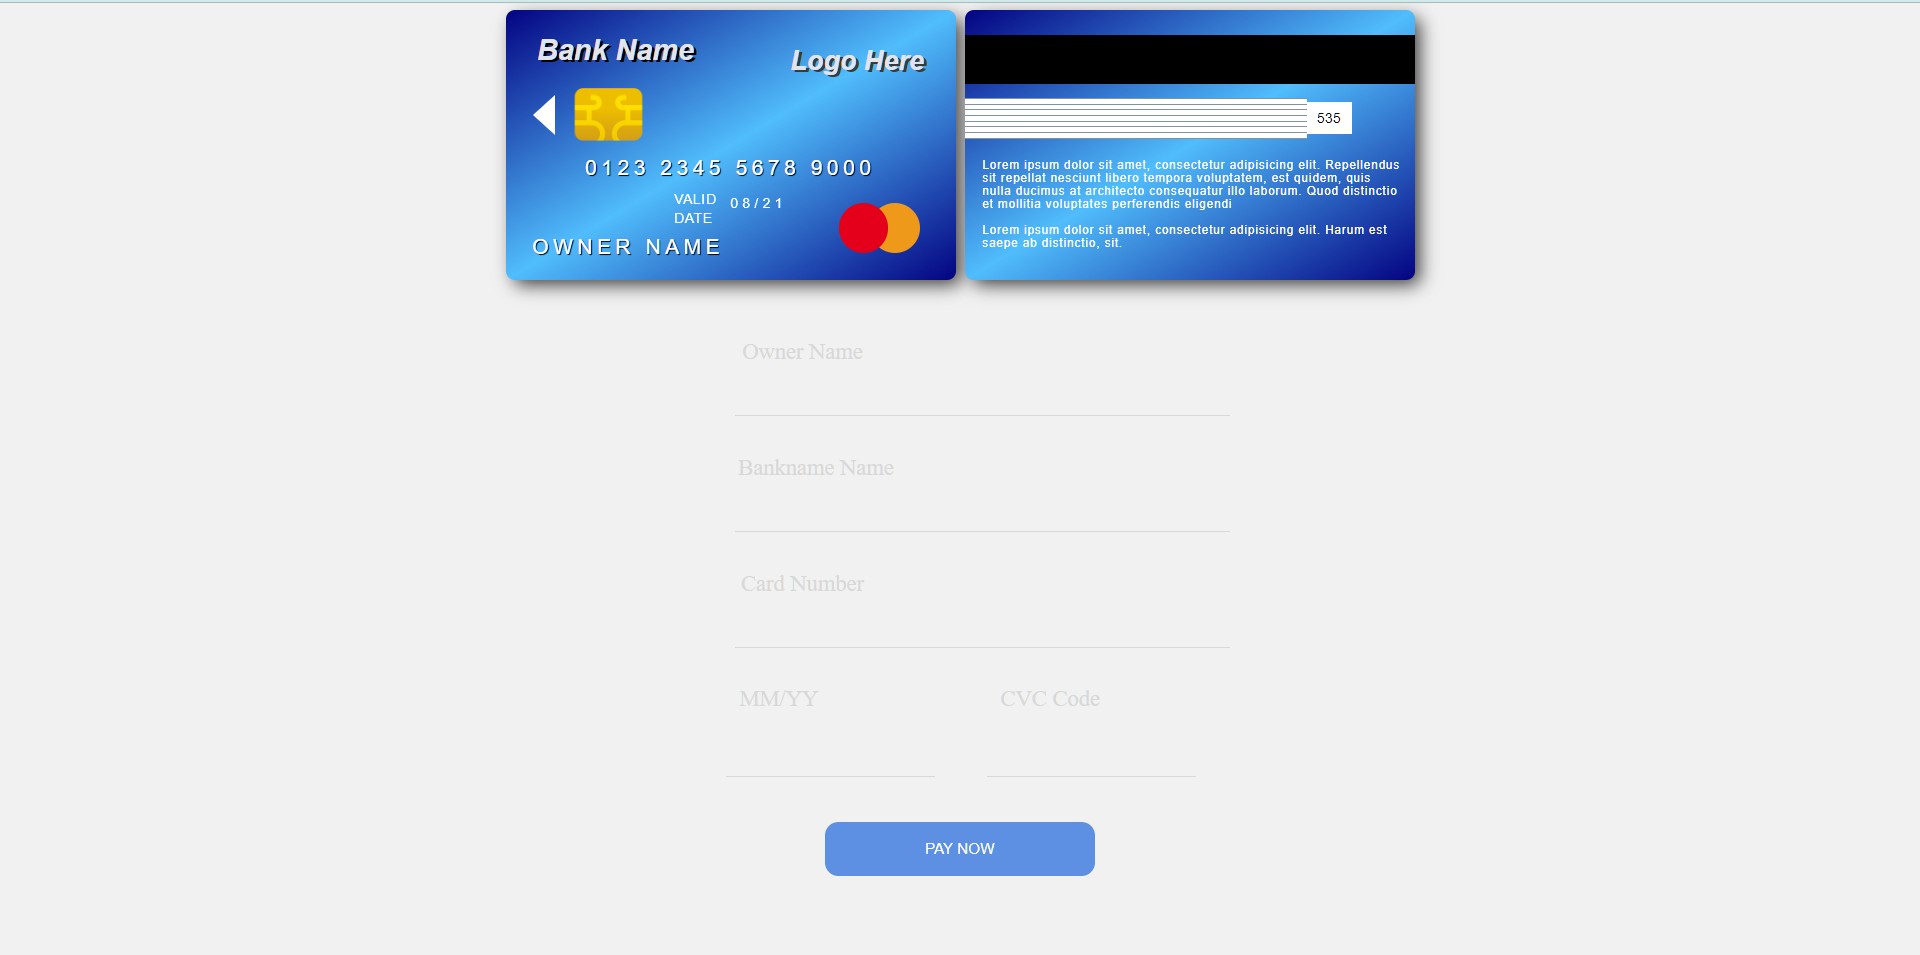 Bank Name
Logo Here
0123 2345 5678 9000
VALID
DATE
08/21
OWNER NAME
535
Lorem ipsum dolor sit amet, consectetur adipisicing elit. Repellendus
sit repellat nesciunt libero tempora voluptatem, est quidem, quis
nulla ducimus at architecto consequatur illo laborum. Quod distinctio
et mollitia voluptates perferendis eligendi
Lorem ipsum dolor sit amet, consectetur adipisicing elit. Harum est
saepe ab distinctio, sit.
Owner Name
Bankname Name
Card Number
MM/YY
CVC Code
PAY NOW